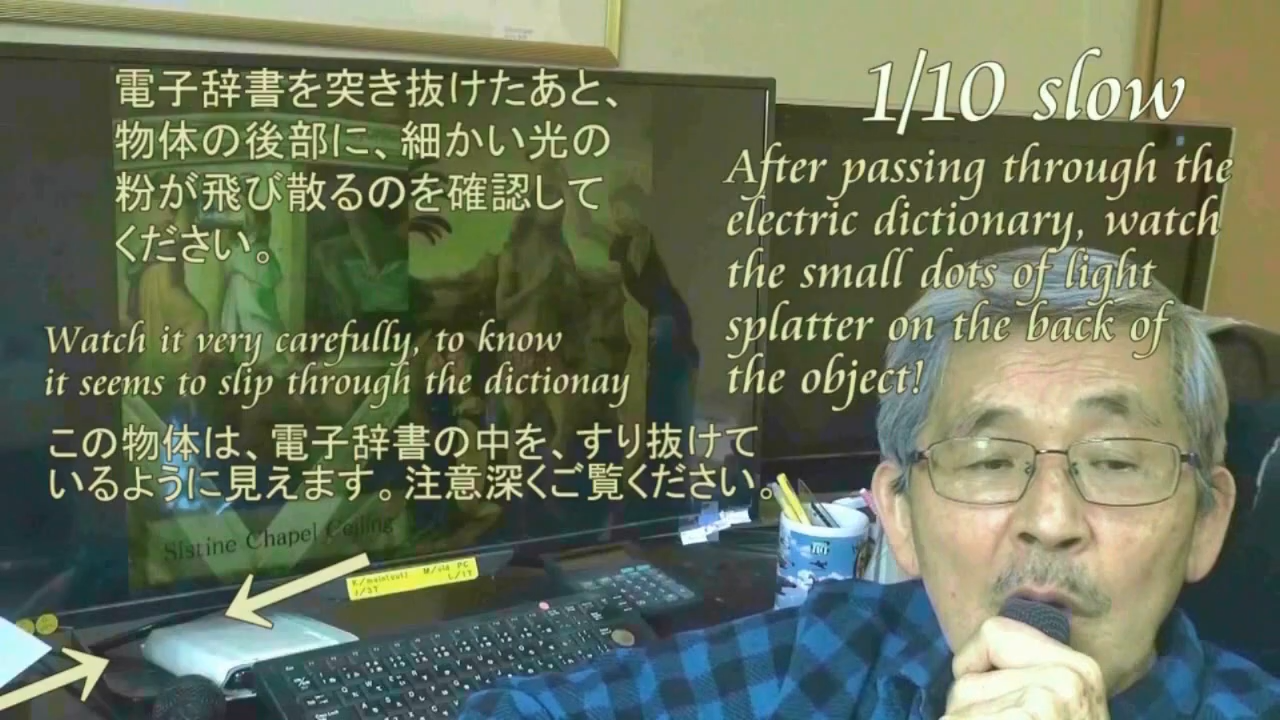 電子辞書を突き抜けたあと、
物体の後部に、細かい光の
粉が飛び散るのを確認して
ください。
1/10 slow
After passing through the
electric dictionary, watch
the small dots of light
splatter on the back of
the object!
Watch it very carefully, to know
it seems to slip through the dictionay
この物体は、電子辞書の中を、すり抜けて
いるように見えます。注意深くご覧ください。
Sistine Chapel Ceiling